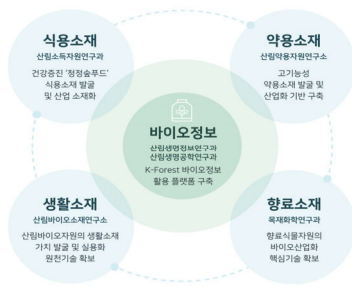 식용소재
산림소득자원연구과
건강증진 '청정숲푸드'
식용소재 발굴
및 산업 소재화
약용소재
산림약용자원연구소
고기능성
약용소재 발굴 및
산업화 기반 구축
바이오정보
산림생명정보연구과
산림생명공학연구과
K-Forest 바이오정보
활용 플랫폼 구축
생활소재
산림바이오소재연구소
산림바이오자원의 생활소재
가치 발굴 및 실용화
원천기술 확보
향료소재
목재화학연구과
향료식물자원의
바이오산업화
핵심기술 확보